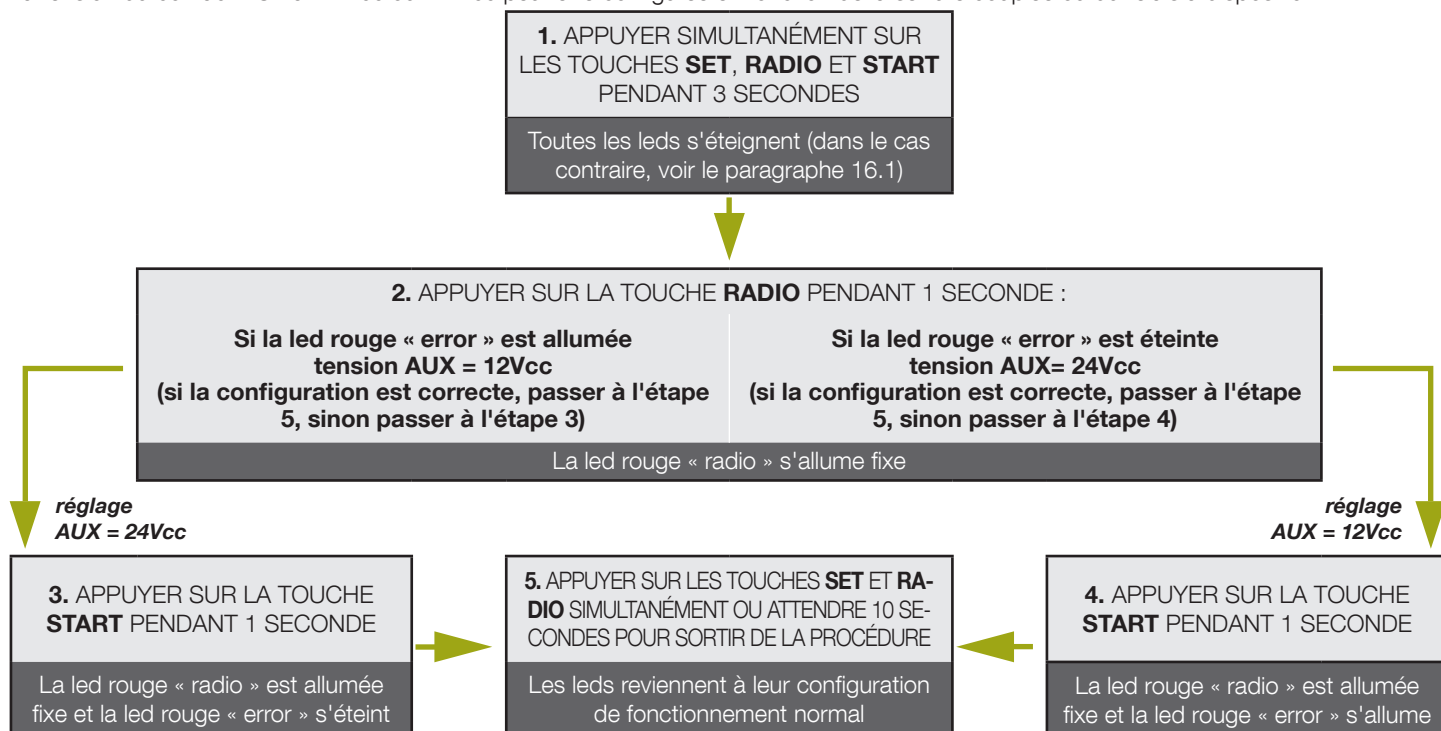 1. APPUYER SIMULTANÉMENT SUR
LES TOUCHES SET, RADIO ET START
PENDANT 3 SECONDES
Toutes les leds s'éteignent (dans le cas
contraire, voir le paragraphe 16.1)
2. APPUYER SUR LA TOUCHE RADIO PENDANT 1 SECONDE :
Si la led rouge « error » est allumée
tension AUX = 12Vcc
(si la configuration est correcte, passer à l'étape
5, sinon passer à l'étape 3)
Si la led rouge « error » est éteinte
tension AUX= 24Vcc
(si la configuration est correcte, passer à l'étape
5, sinon passer à l'étape 4)
La led rouge « radio » s'allume fixe
réglage
AUX = 24Vcc
réglage
AUX = 12Vcc
3. APPUYER SUR LA TOUCHE
START PENDANT 1 SECONDE
La led rouge « radio » est allumée
fixe et la led rouge « error » s'éteint
5. APPUYER SUR LES TOUCHES SET ET RA-
DIO SIMULTANÉMENT OU ATTENDRE 10 SE-
CONDES POUR SORTIR DE LA PROCÉDURE
Les leds reviennent à leur configuration
de fonctionnement normal
4. APPUYER SUR LA TOUCHE
START PENDANT 1 SECONDE
La led rouge « radio » est allumée
fixe et la led rouge « error » s'allume